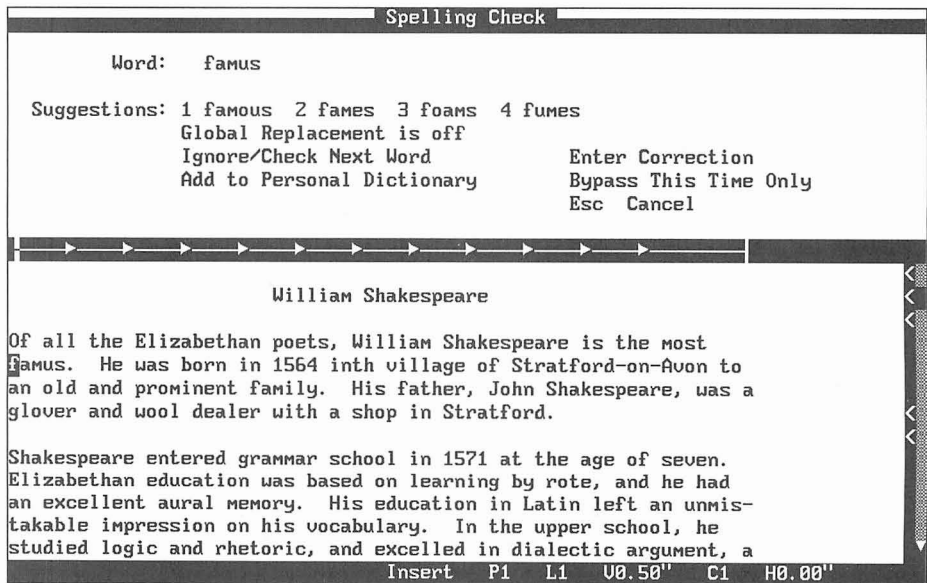 Spelling Check
Word: famus
Suggestions: 1 famous 2 fames 3 foams 4 fumes
Global Replacement is off
Ignore/Check Next Word Enter Correction
Add to Personal Dictionary Bypass This Time Only
Esc Cancel
William Shakespeare
Of all the Elizabethan poets, William Shakespeare is the most
famus. He was born in 1564 inth village of Stratford-on-Avon to
an old and prominent family. His father, John Shakespeare, was a
glover and wool dealer with a shop in Stratford.
Shakespeare entered grammar school in 1571 at the age of seven.
Elizabethan education was based on learning by rote, and he had
an excellent aural memory. His education in Latin left an unmis-
takable impression on his vocabulary. In the upper school, he
studied logic and rhetoric, and excelled in dialectic argument, a
Insert P1 L1 V0.50" C1 H0.00"